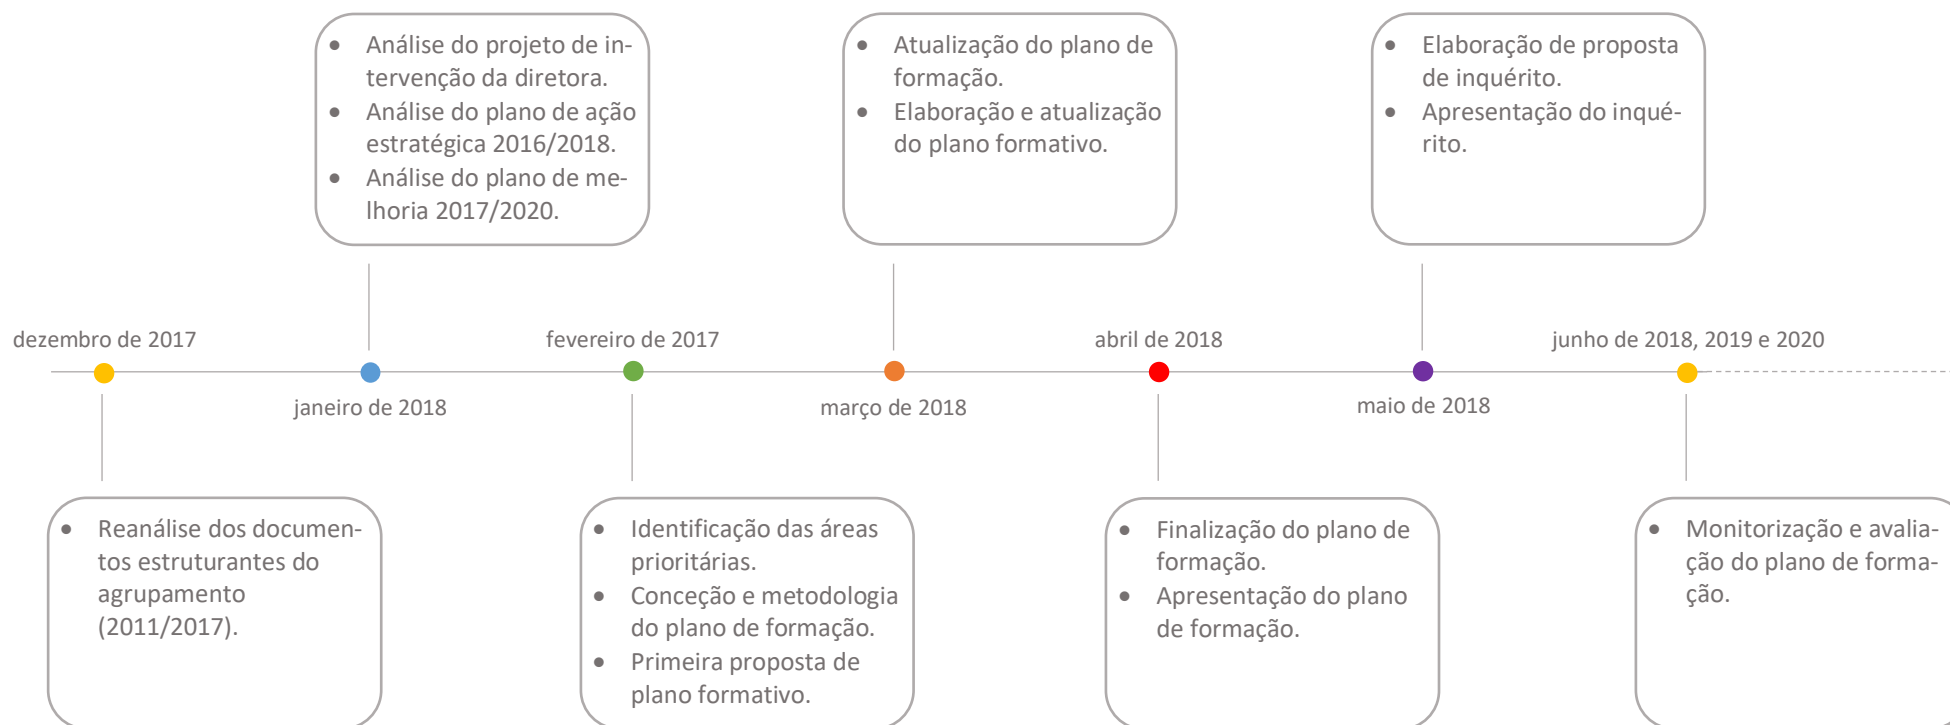 • Análise do projeto de in-
tervenção da diretora.
• Análise do plano de ação
estratégica 2016/2018.
• Análise do plano de me-
lhoria 2017/2020.
• Atualização do plano de
formação.
• Elaboração e atualização
do plano formativo.
• Elaboração de proposta
de inquérito.
• Apresentação do inqué-
rito.
dezembro de 2017
fevereiro de 2017
abril de 2018
junho de 2018, 2019 e 2020
janeiro de 2018
março de 2018
maio de 2018
• Reanálise dos documen-
tos estruturantes do
agrupamento
(2011/2017).
• Identificação das áreas
prioritárias.
• Conceção e metodologia
do plano de formação.
• Primeira proposta de
plano formativo.
• Finalização do plano de
formação.
• Apresentação do plano
de formação.
• Monitorização e avalia-
ção do plano de forma-
ção.